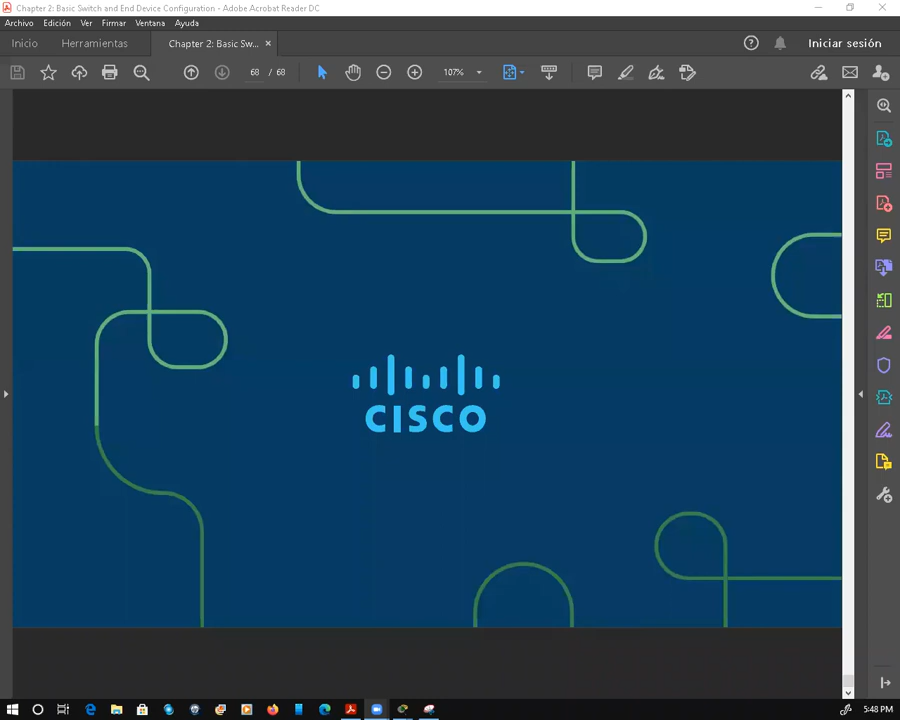 Chapter 2: Basic Switch and End Device Configuration - Adobe Acrobat Reader DC
Archivo Edición Ver Firmar Ventana Ayuda
Inicio Herramientas Chapter 2: Basic Sw... × Iniciar sesión
68 / 68 107%
CISCO
5:48 PM